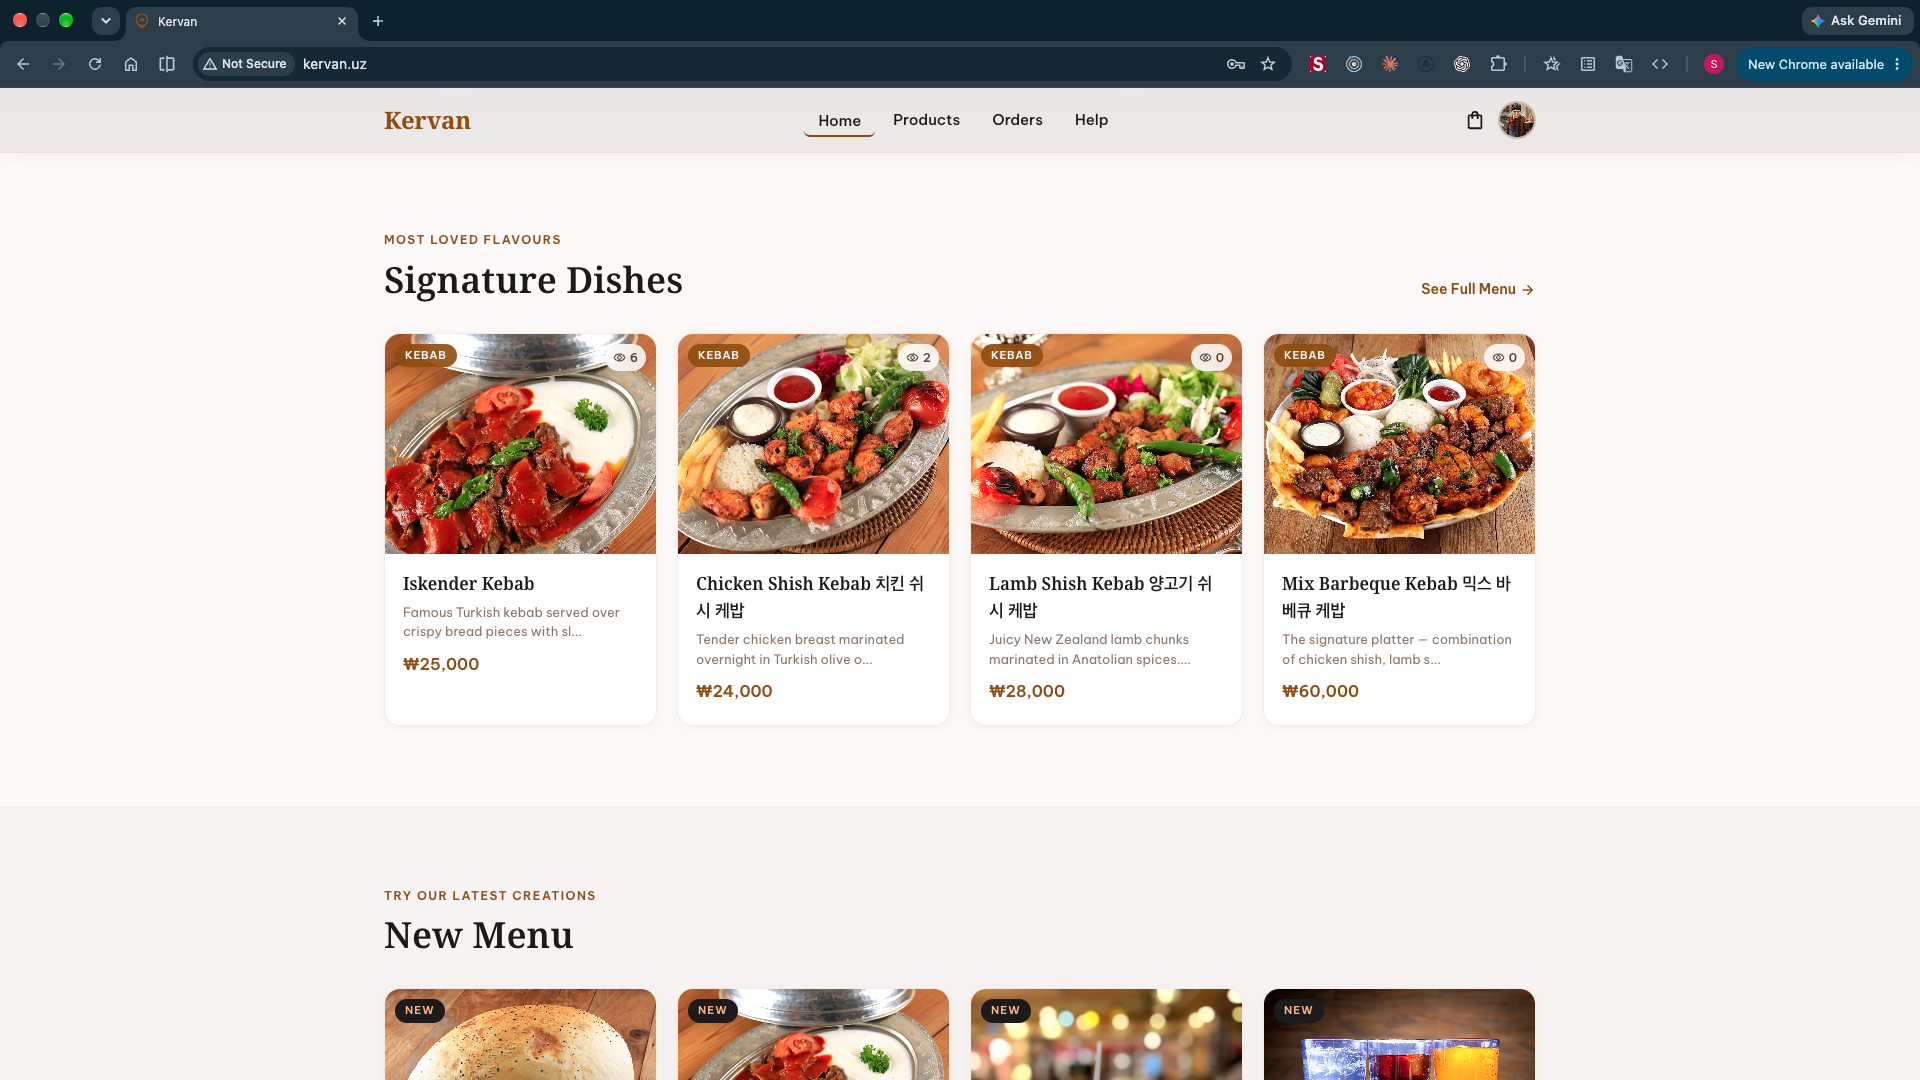 Kervan
Ask Gemini
Not Secure
kervan.uz
S
A
S
New Chrome available
Kervan
Home
Products
Orders
Help
MOST LOVED FLAVOURS
Signature Dishes
See Full Menu →
KEBAB
6
KEBAB
2
KEBAB
0
KEBAB
0
Iskender Kebab
Famous Turkish kebab served over
crispy bread pieces with sl...
₩25,000
Chicken Shish Kebab 치킨 쉬
시 케밥
Tender chicken breast marinated
overnight in Turkish olive o...
₩24,000
Lamb Shish Kebab 양고기 쉬
시 케밥
Juicy New Zealand lamb chunks
marinated in Anatolian spices....
₩28,000
Mix Barbeque Kebab 믹스 바
베큐 케밥
The signature platter — combination
of chicken shish, lamb s...
₩60,000
TRY OUR LATEST CREATIONS
New Menu
NEW
NEW
NEW
NEW